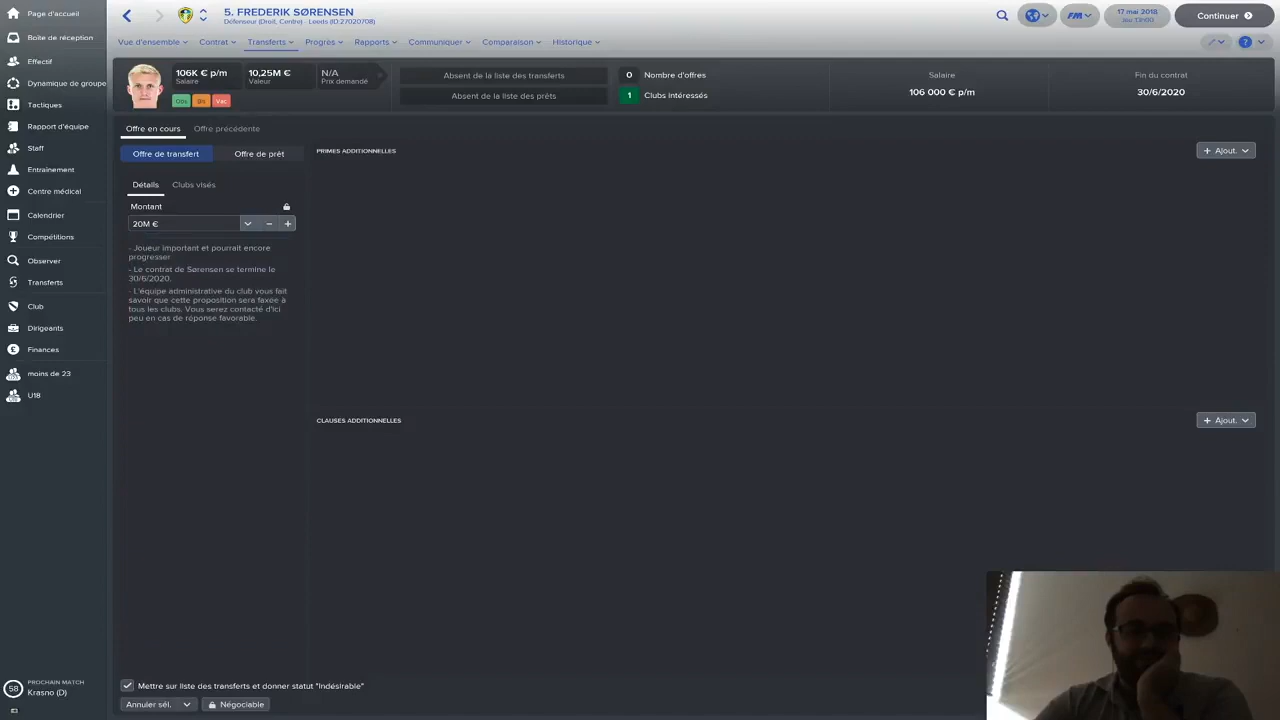 Page d'accueil
Boîte de réception
Effectif
Dynamique de groupe
Tactiques
Rapport d'équipe
Staff
Entraînement
Centre médical
Calendrier
Compétitions
Observer
Transferts
Club
Dirigeants
Finances
moins de 23
U18
PROCHAIN MATCH
58
Krasno (D)
5. FREDERIK SØRENSEN
Défenseur (Droit, Centre) - Leeds (ID:27020708)
FM
17 mai 2018
jeu 13h00
Continuer
Vue d'ensemble
Contrat
Transferts
Progrès
Rapports
Communiquer
Comparaison
Historique
?
106K € p/m
Salaire
10,25M €
Valeur
N/A
Prix demandé
Vac
Absent de la liste des transferts
Absent de la liste des prêts
0 Nombre d'offres
1 Clubs intéressés
Salaire
106 000 € p/m
Fin du contrat
30/6/2020
Offre en cours
Offre précédente
Offre de transfert
Offre de prêt
Détails
Clubs visés
Montant
20M €
- Joueur important et pourrait encore
progresser
- Le contrat de Sørensen se termine le
30/6/2020.
- L'équipe administrative du club vous fait
savoir que cette proposition sera faxée à
tous les clubs. Vous serez contacté d'ici
peu en cas de réponse favorable.
PRIMES ADDITIONNELLES
+ Ajout.
CLAUSES ADDITIONNELLES
+ Ajout.
Mettre sur liste des transferts et donner statut "Indésirable"
Annuler sél.
Négociable